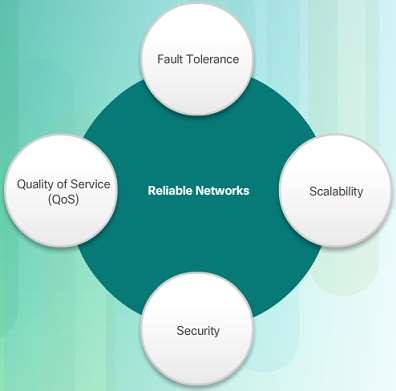 Fault Tolerance
Quality of Service
(QoS)
Reliable Networks
Scalability
Security